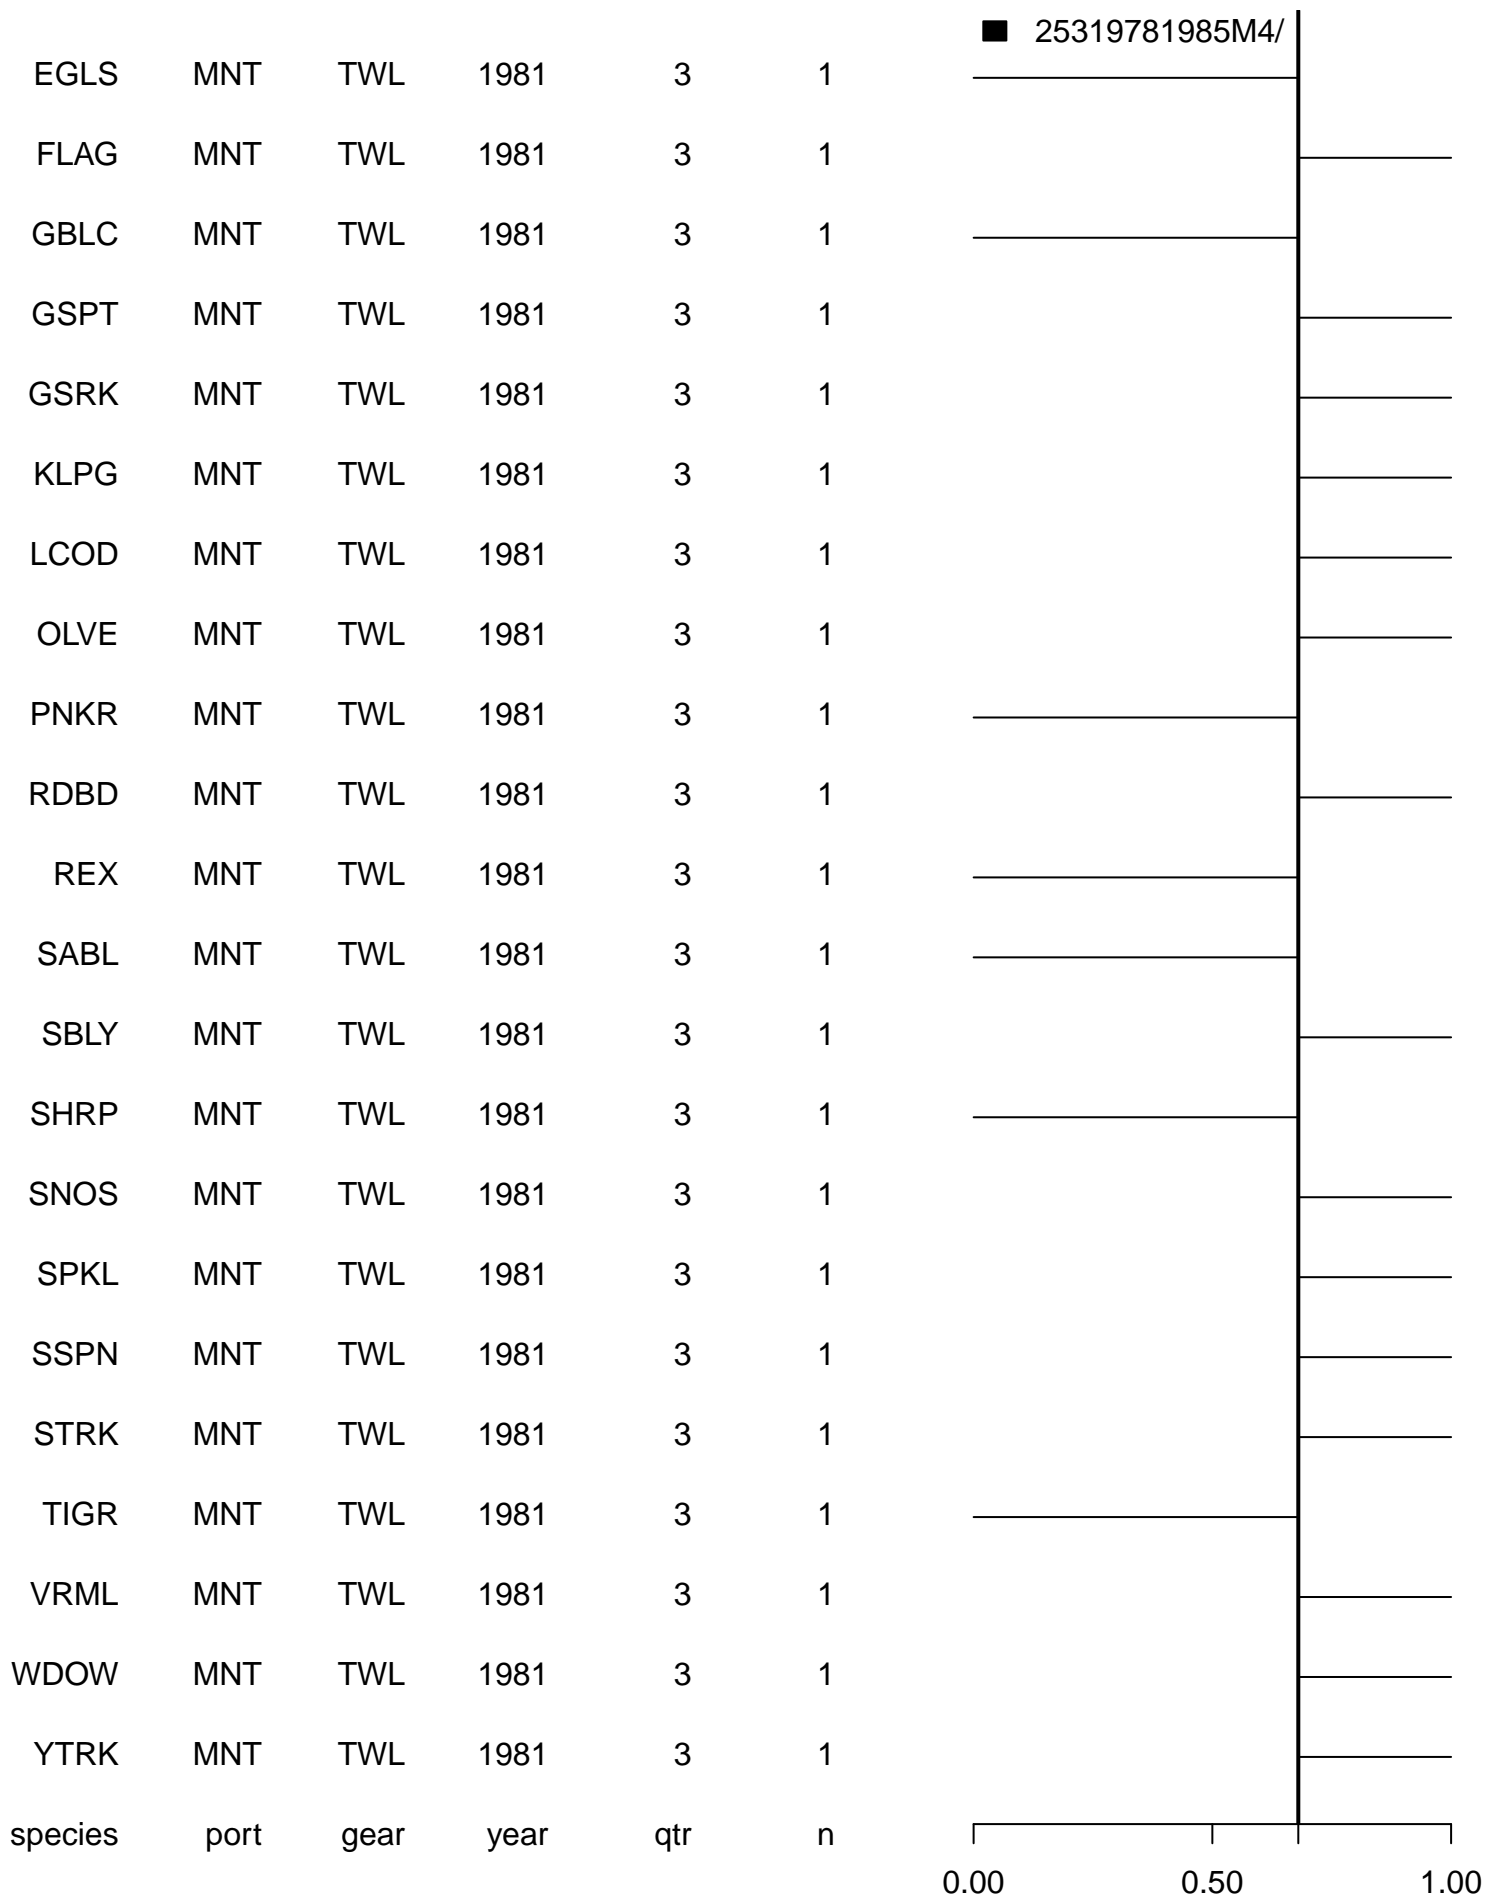 25319781985M4/
EGLS MNT TWL 1981 3 1
FLAG MNT TWL 1981 3 1
GBLC MNT TWL 1981 3 1
GSPT MNT TWL 1981 3 1
GSRK MNT TWL 1981 3 1
KLPG MNT TWL 1981 3 1
LCOD MNT TWL 1981 3 1
OLVE MNT TWL 1981 3 1
PNKR MNT TWL 1981 3 1
RDBD MNT TWL 1981 3 1
REX MNT TWL 1981 3 1
SABL MNT TWL 1981 3 1
SBLY MNT TWL 1981 3 1
SHRP MNT TWL 1981 3 1
SNOS MNT TWL 1981 3 1
SPKL MNT TWL 1981 3 1
SSPN MNT TWL 1981 3 1
STRK MNT TWL 1981 3 1
TIGR MNT TWL 1981 3 1
VRML MNT TWL 1981 3 1
WDOW MNT TWL 1981 3 1
YTRK MNT TWL 1981 3 1
species port gear year qtr n
0.00 0.50 1.00